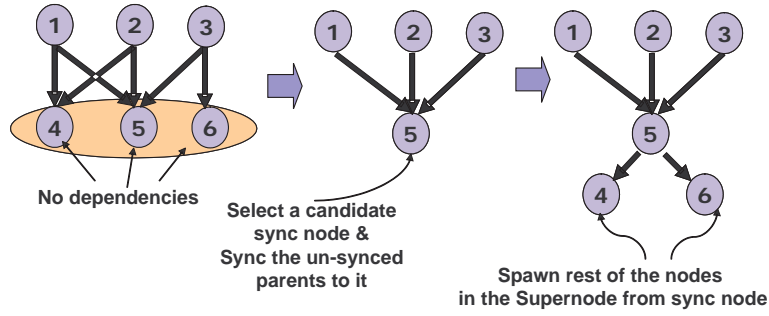 1 2 3
4 5 6
No dependencies
1 2 3
5
Select a candidate
sync node &
Sync the un-synced
parents to it
1 2 3
5
4 6
Spawn rest of the nodes
in the Supernode from sync node